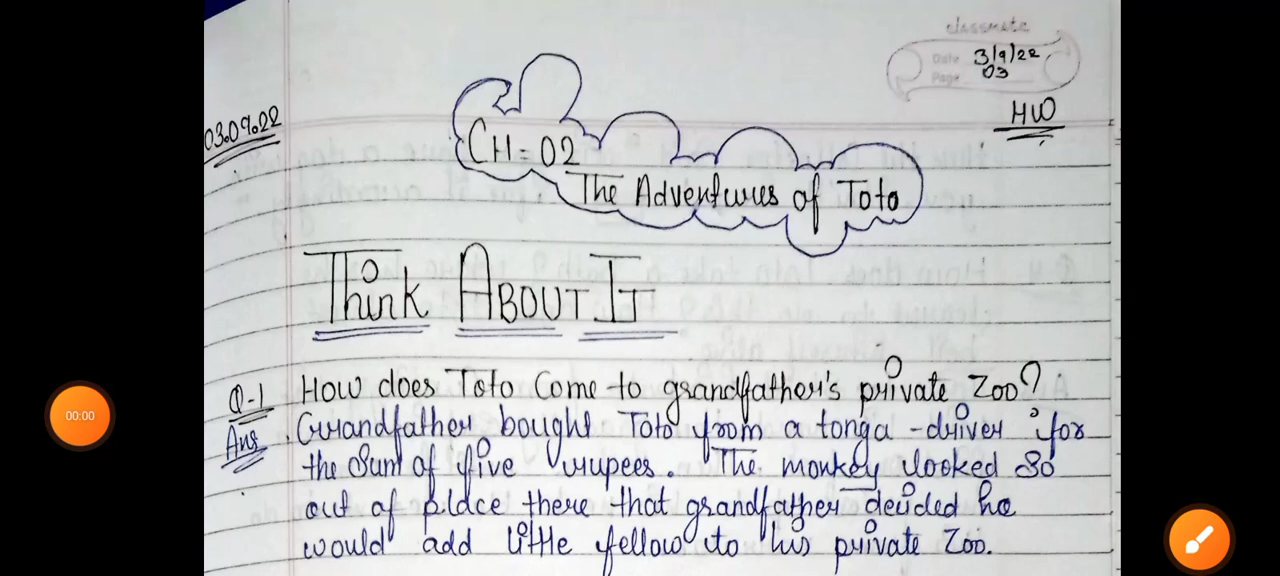 classmate
Date 3/9/22
Page 03
03.09.22
HW
CH-02
The Adventures of Toto
Think About It
Q-1 How does Toto Come to grandfather's private Zoo?
Ans. Grandfather bought Toto from a tonga-driver for
the Sum of five rupees. The monkey looked so
out of place there that grandfather decided he
would add little fellow to his private Zoo.
00:00